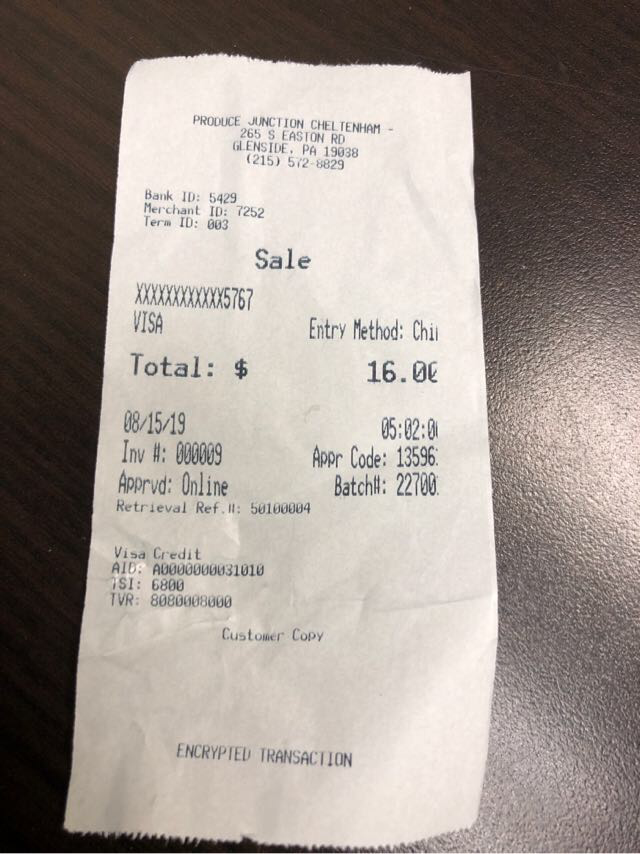 PRODUCE JUNCTION CHELTENHAM -
265 S EASTON RD
GLENSIDE, PA 19038
(215) 572-8829
Bank ID: 5429
Merchant ID: 7252
Term ID: 003
Sale
XXXXXXXXXXXX5767
VISA Entry Method: Chi
Total: $ 16.00
08/15/19 05:02:0
Inv #: 000009 Appr Code: 13596
Apprvd: Online Batch#: 22700
Retrieval Ref.#: 50100004
Visa Credit
AID: A0000000031010
TSI: 6800
TVR: 8080008000
Customer Copy
ENCRYPTED TRANSACTION